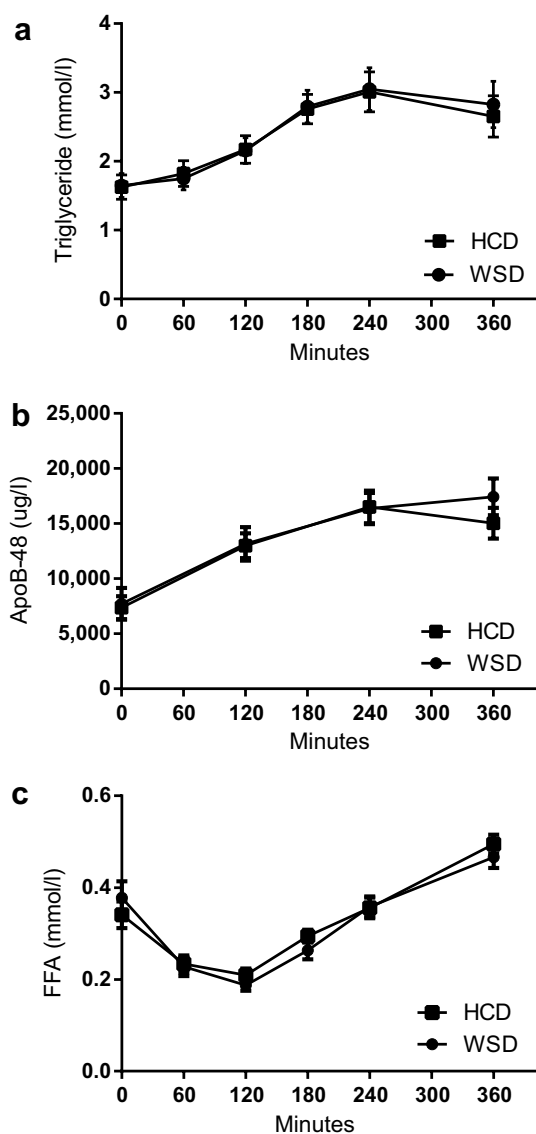 a
Triglyceride (mmol/l)
4
3
2
1
0
HCD
WSD
0 60 120 180 240 300 360
Minutes
b
ApoB-48 (ug/l)
25,000
20,000
15,000
10,000
5,000
0
HCD
WSD
0 60 120 180 240 300 360
Minutes
c
FFA (mmol/l)
0.6
0.4
0.2
0.0
HCD
WSD
0 60 120 180 240 300 360
Minutes